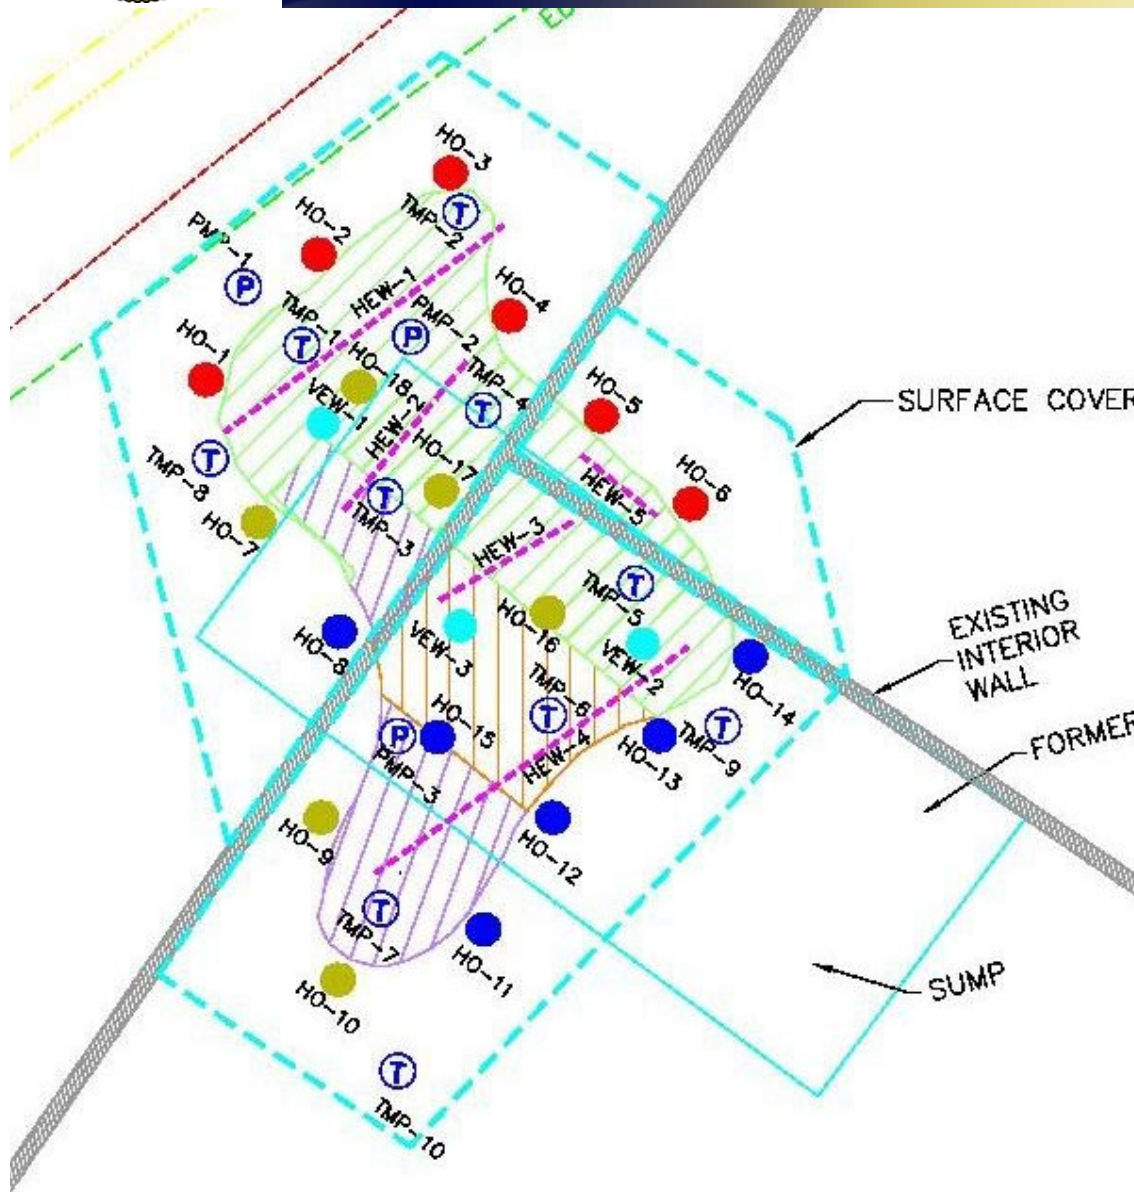 HO-3
TMP-2
T
HO-2
PMP-1
P
HEW-1
HO-4
TMP-1
T
PMP-2
P
HO-1
HO-18
TMP-4
T
HO-5
VEW-1
HEW-2
HO-17
SURFACE COVER
TMP-8
T
HO-6
HEW-5
TMP-3
T
HO-7
HEW-3
TMP-5
T
HO-16
HO-8
VEW-3
VEW-2
EXISTING
INTERIOR
WALL
HO-14
TMP-6
T
HO-15
PMP-3
P
HEW-4
HO-13
TMP-9
T
FORMER
HO-9
HO-12
TMP-7
T
HO-11
HO-10
SUMP
T
TMP-10